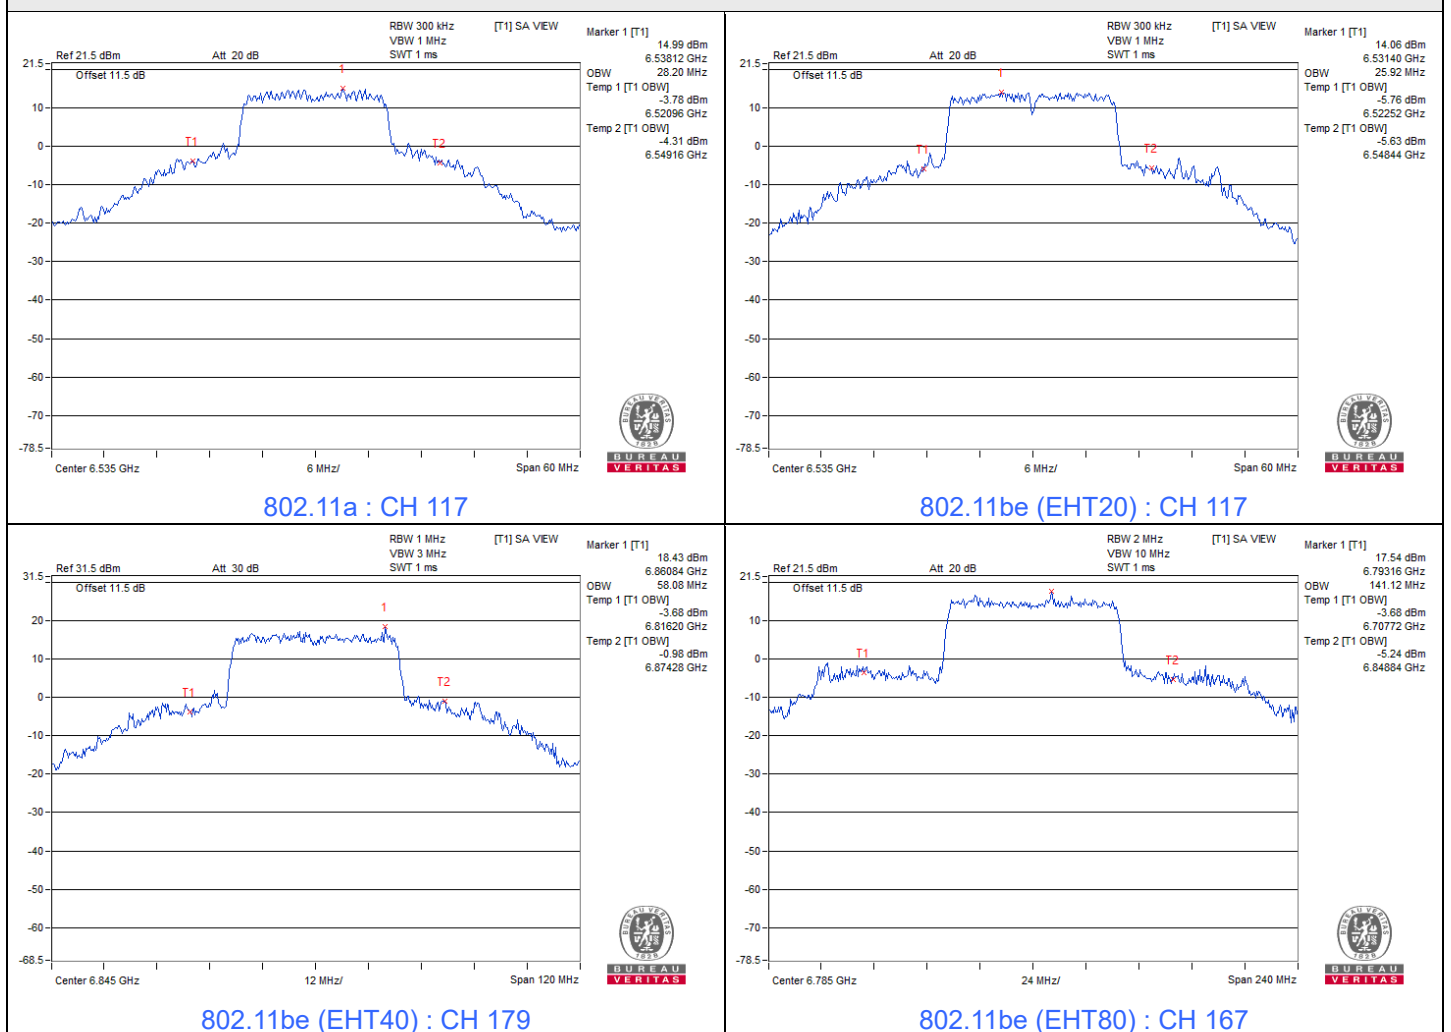 RBW 300 kHz
VBW 1 MHz
SWT 1 ms
[T1] SA VIEW
Ref 21.5 dBm
Att 20 dB
Offset 11.5 dB
Marker 1 [T1]
14.99 dBm
6.53812 GHz
OBW 28.20 MHz
Temp 1 [T1 OBW]
-3.78 dBm
6.52096 GHz
Temp 2 [T1 OBW]
-4.31 dBm
6.54916 GHz
21.5
10
0
-10
-20
-30
-40
-50
-60
-70
-78.5
1
T1
T2
Center 6.535 GHz
6 MHz/
Span 60 MHz
BUREAU VERITAS
1828
BUREAU
VERITAS
802.11a : CH 117
RBW 300 kHz
VBW 1 MHz
SWT 1 ms
[T1] SA VIEW
Ref 21.5 dBm
Att 20 dB
Offset 11.5 dB
Marker 1 [T1]
14.06 dBm
6.53140 GHz
OBW 25.92 MHz
Temp 1 [T1 OBW]
-5.76 dBm
6.52252 GHz
Temp 2 [T1 OBW]
-5.63 dBm
6.54844 GHz
21.5
10
0
-10
-20
-30
-40
-50
-60
-70
-78.5
1
T1
T2
Center 6.535 GHz
6 MHz/
Span 60 MHz
BUREAU VERITAS
1828
BUREAU
VERITAS
802.11be (EHT20) : CH 117
RBW 1 MHz
VBW 3 MHz
SWT 1 ms
[T1] SA VIEW
Ref 31.5 dBm
Att 30 dB
Offset 11.5 dB
Marker 1 [T1]
18.43 dBm
6.86084 GHz
OBW 58.08 MHz
Temp 1 [T1 OBW]
-3.68 dBm
6.81620 GHz
Temp 2 [T1 OBW]
-0.98 dBm
6.87428 GHz
31.5
20
10
0
-10
-20
-30
-40
-50
-60
-68.5
1
T1
T2
Center 6.845 GHz
12 MHz/
Span 120 MHz
BUREAU VERITAS
1828
BUREAU
VERITAS
802.11be (EHT40) : CH 179
RBW 2 MHz
VBW 10 MHz
SWT 1 ms
[T1] SA VIEW
Ref 21.5 dBm
Att 20 dB
Offset 11.5 dB
Marker 1 [T1]
17.54 dBm
6.79316 GHz
OBW 141.12 MHz
Temp 1 [T1 OBW]
-3.68 dBm
6.70772 GHz
Temp 2 [T1 OBW]
-5.24 dBm
6.84884 GHz
21.5
10
0
-10
-20
-30
-40
-50
-60
-70
-78.5
T1
T2
Center 6.785 GHz
24 MHz/
Span 240 MHz
BUREAU VERITAS
1828
BUREAU
VERITAS
802.11be (EHT80) : CH 167